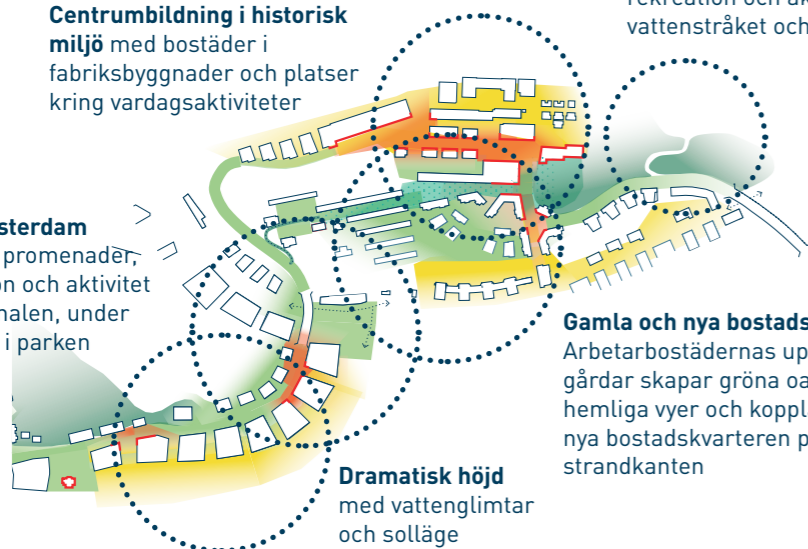 Centrumbildning i historisk
miljö med bostäder i
fabriksbyggnader och platser
kring vardagsaktiviteter
vattenstråket och
sterdam
promenader,
on och aktivitet
nalen, under
i parken
Gamla och nya bostads
Arbetarbostädernas up
gårdar skapar gröna oa
hemliga vyer och koppl
nya bostadskvarteren p
strandkanten
Dramatisk höjd
med vattenglimtar
och solläge